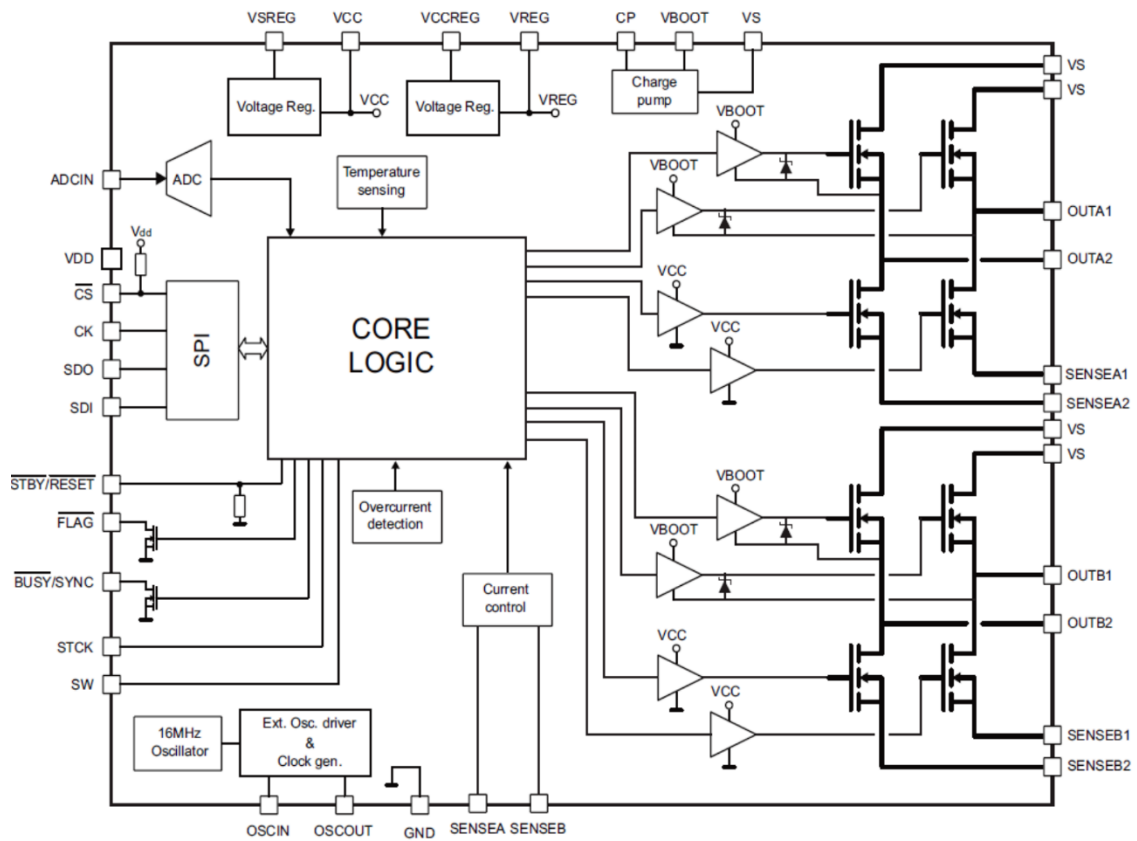 VSREG VCC VCCREG VREG CP VBOOT VS
Voltage Reg.
VCC
Voltage Reg.
VREG
Charge
pump
VS
VS
VBOOT
ADCIN
ADC
Temperature
sensing
VBOOT
OUTA1
Vdd
VDD
OUTA2
CS
VCC
CK
CORE
LOGIC
SPI
VCC
SDO
SENSEA1
SDI
SENSEA2
VS
VS
STBY/RESET
VBOOT
Overcurrent
detection
FLAG
VBOOT
BUSY/SYNC
Current
control
OUTB1
OUTB2
STCK
VCC
SW
VCC
16MHz
Oscillator
Ext. Osc. driver
&
Clock gen.
SENSEB1
SENSEB2
OSCIN OSCOUT GND SENSEA SENSEB